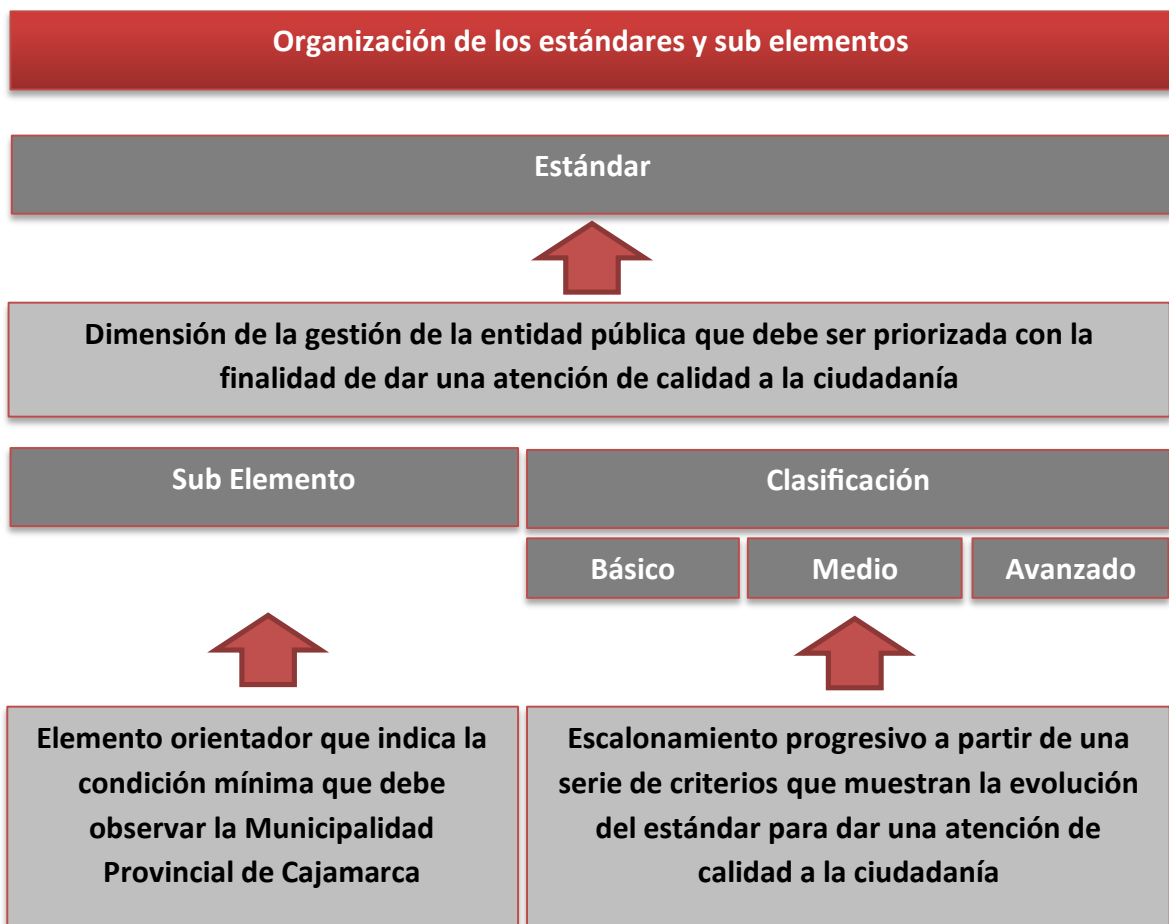 Organización de los estándares y sub elementos
Estándar
Dimensión de la gestión de la entidad pública que debe ser priorizada con la
finalidad de dar una atención de calidad a la ciudadanía
Sub Elemento
Clasificación
Básico
Medio
Avanzado
Elemento orientador que indica la
condición mínima que debe
observar la Municipalidad
Provincial de Cajamarca
Escalonamiento progresivo a partir de una
serie de criterios que muestran la evolución
del estándar para dar una atención de
calidad a la ciudadanía